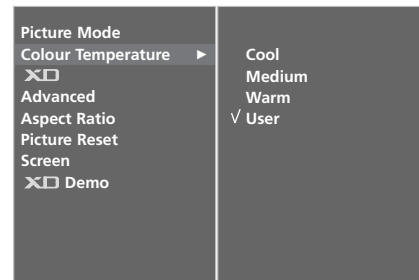 Picture Mode
Colour Temperature ►
XD
Advanced
Aspect Ratio
Picture Reset
Screen
XD Demo
Cool
Medium
Warm
√ User